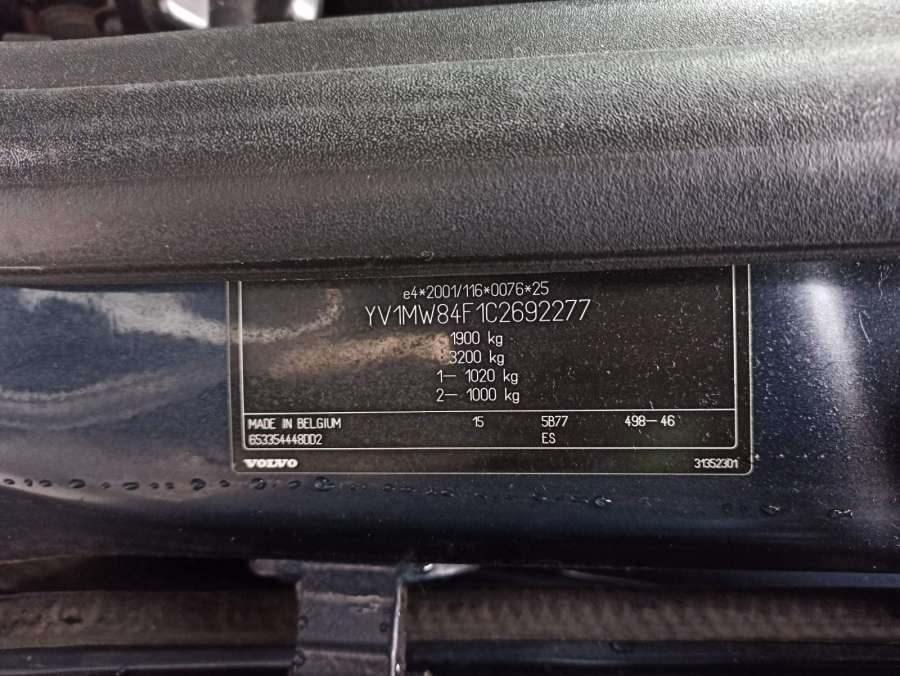 e4*2001/116*0076*25
YV1MW84F1C2692277
1900 kg
3200 kg
1– 1020 kg
2– 1000 kg
MADE IN BELGIUM 15 5B77 498–46
653354448DD2 ES
VOLVO 31352301